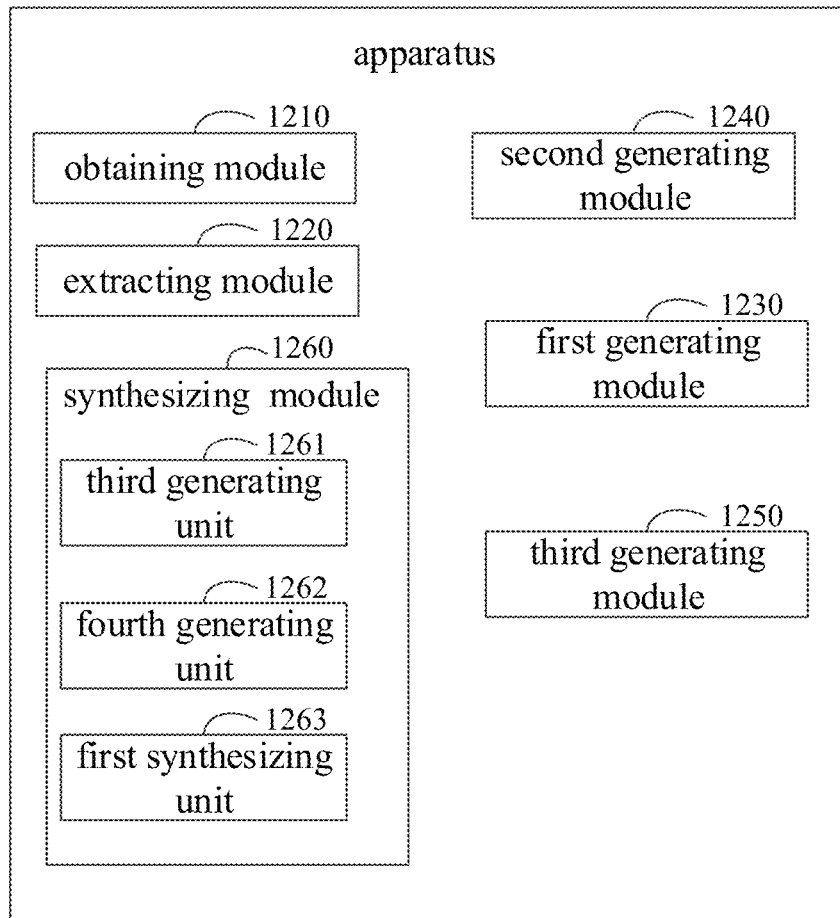 apparatus
1210
obtaining module
1220
extracting module
1260
synthesizing module
1261
third generating
unit
1262
fourth generating
unit
1263
first synthesizing
unit
1240
second generating
module
1230
first generating
module
1250
third generating
module